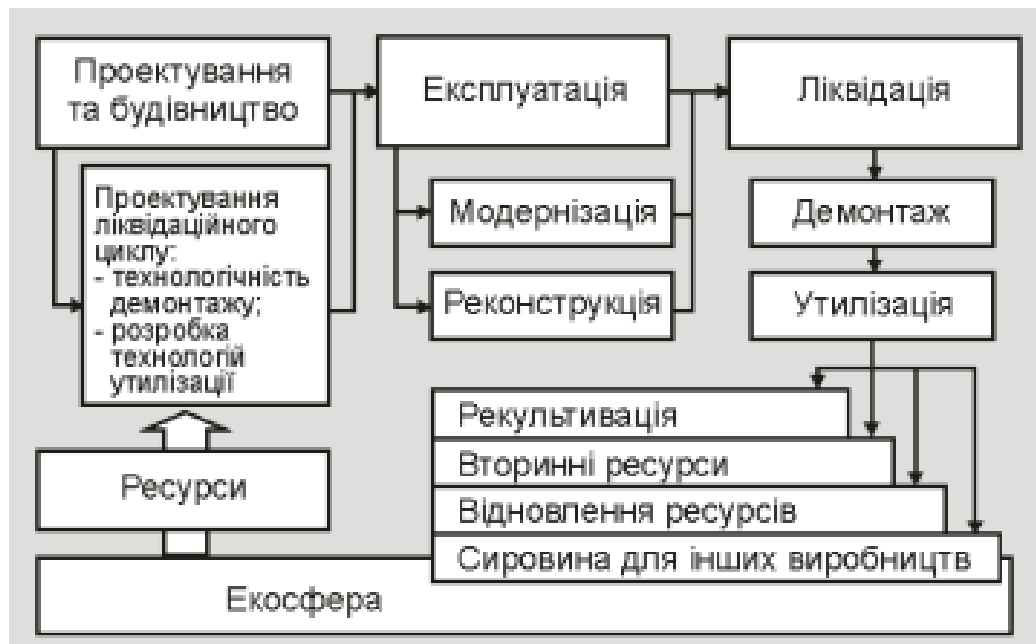 Проектування
та будівництво
Експлуатація
Ліквідація
Проектування
ліквідаційного
циклу:
- технологічність
демонтажу;
- розробка
технологій
утилізації
Модернізація
Реконструкція
Демонтаж
Утилізація
Рекультивація
Вторинні ресурси
Відновлення ресурсів
Сировина для інших виробництв
Ресурси
Екосфера